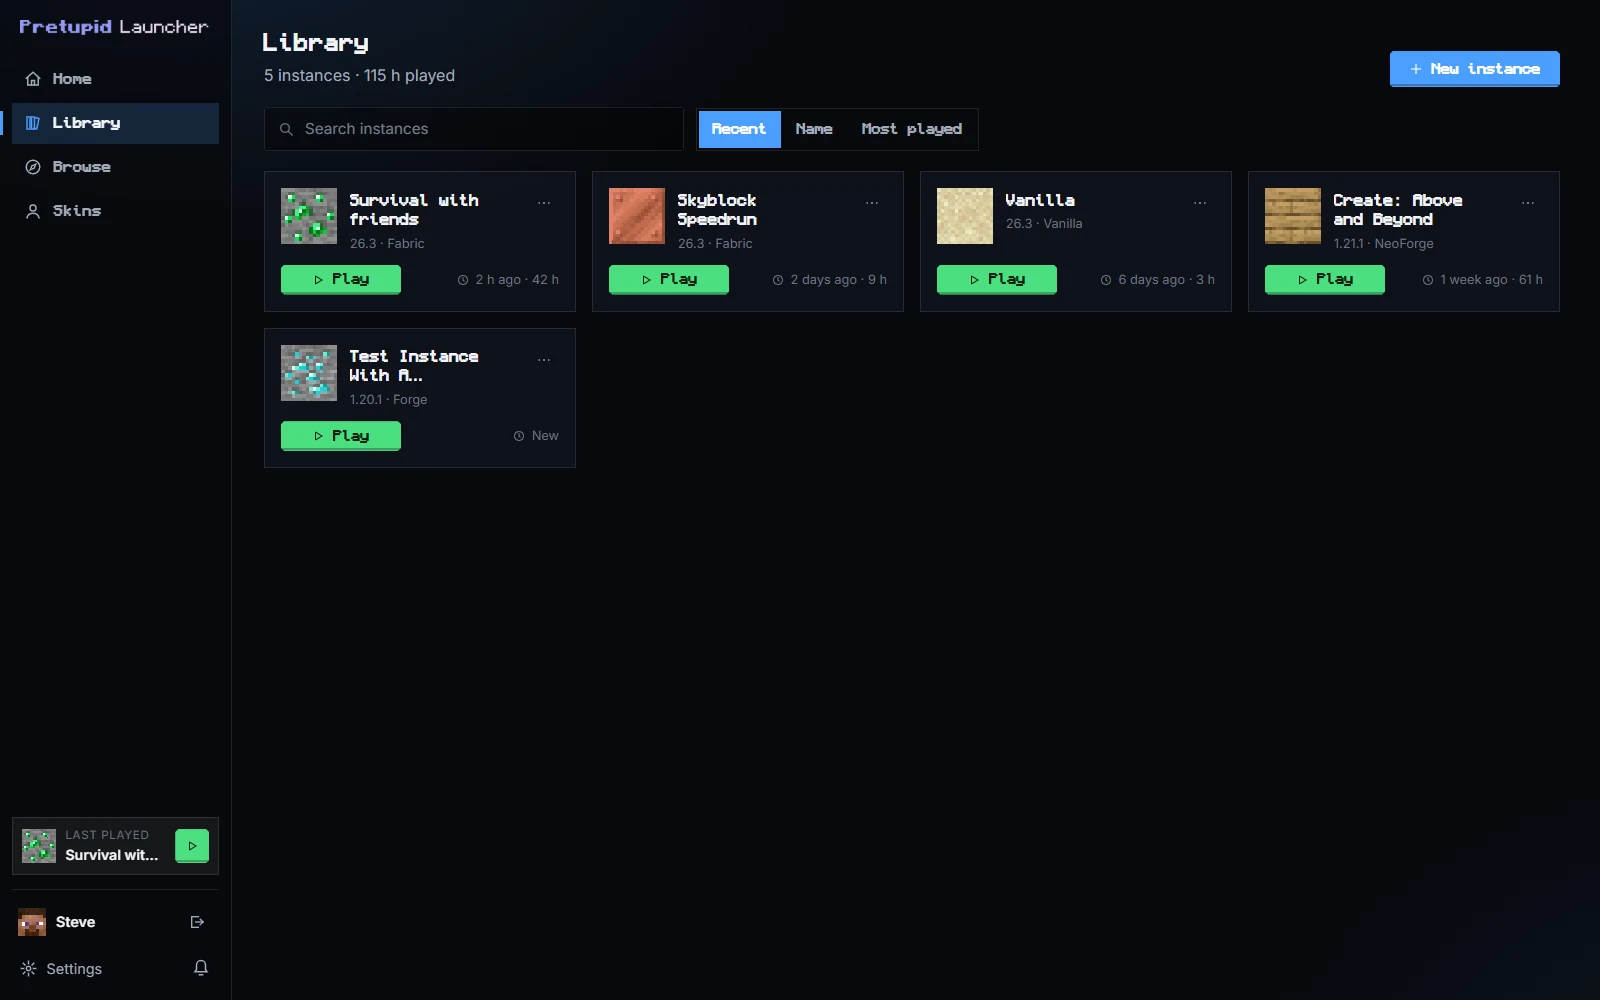 Pretupid Launcher
Home
Library
Browse
Skins
LAST PLAYED
Survival wit...
Steve
Settings
Library
5 instances · 115 h played
+ New instance
Search instances
Recent
Name
Most played
Survival with
friends
...
26.3 · Fabric
Play
2 h ago · 42 h
Skyblock
Speedrun
...
26.3 · Fabric
Play
2 days ago · 9 h
Vanilla
...
26.3 · Vanilla
Play
6 days ago · 3 h
Create: Above
and Beyond
...
1.21.1 · NeoForge
Play
1 week ago · 61 h
Test Instance
With A...
...
1.20.1 · Forge
Play
New